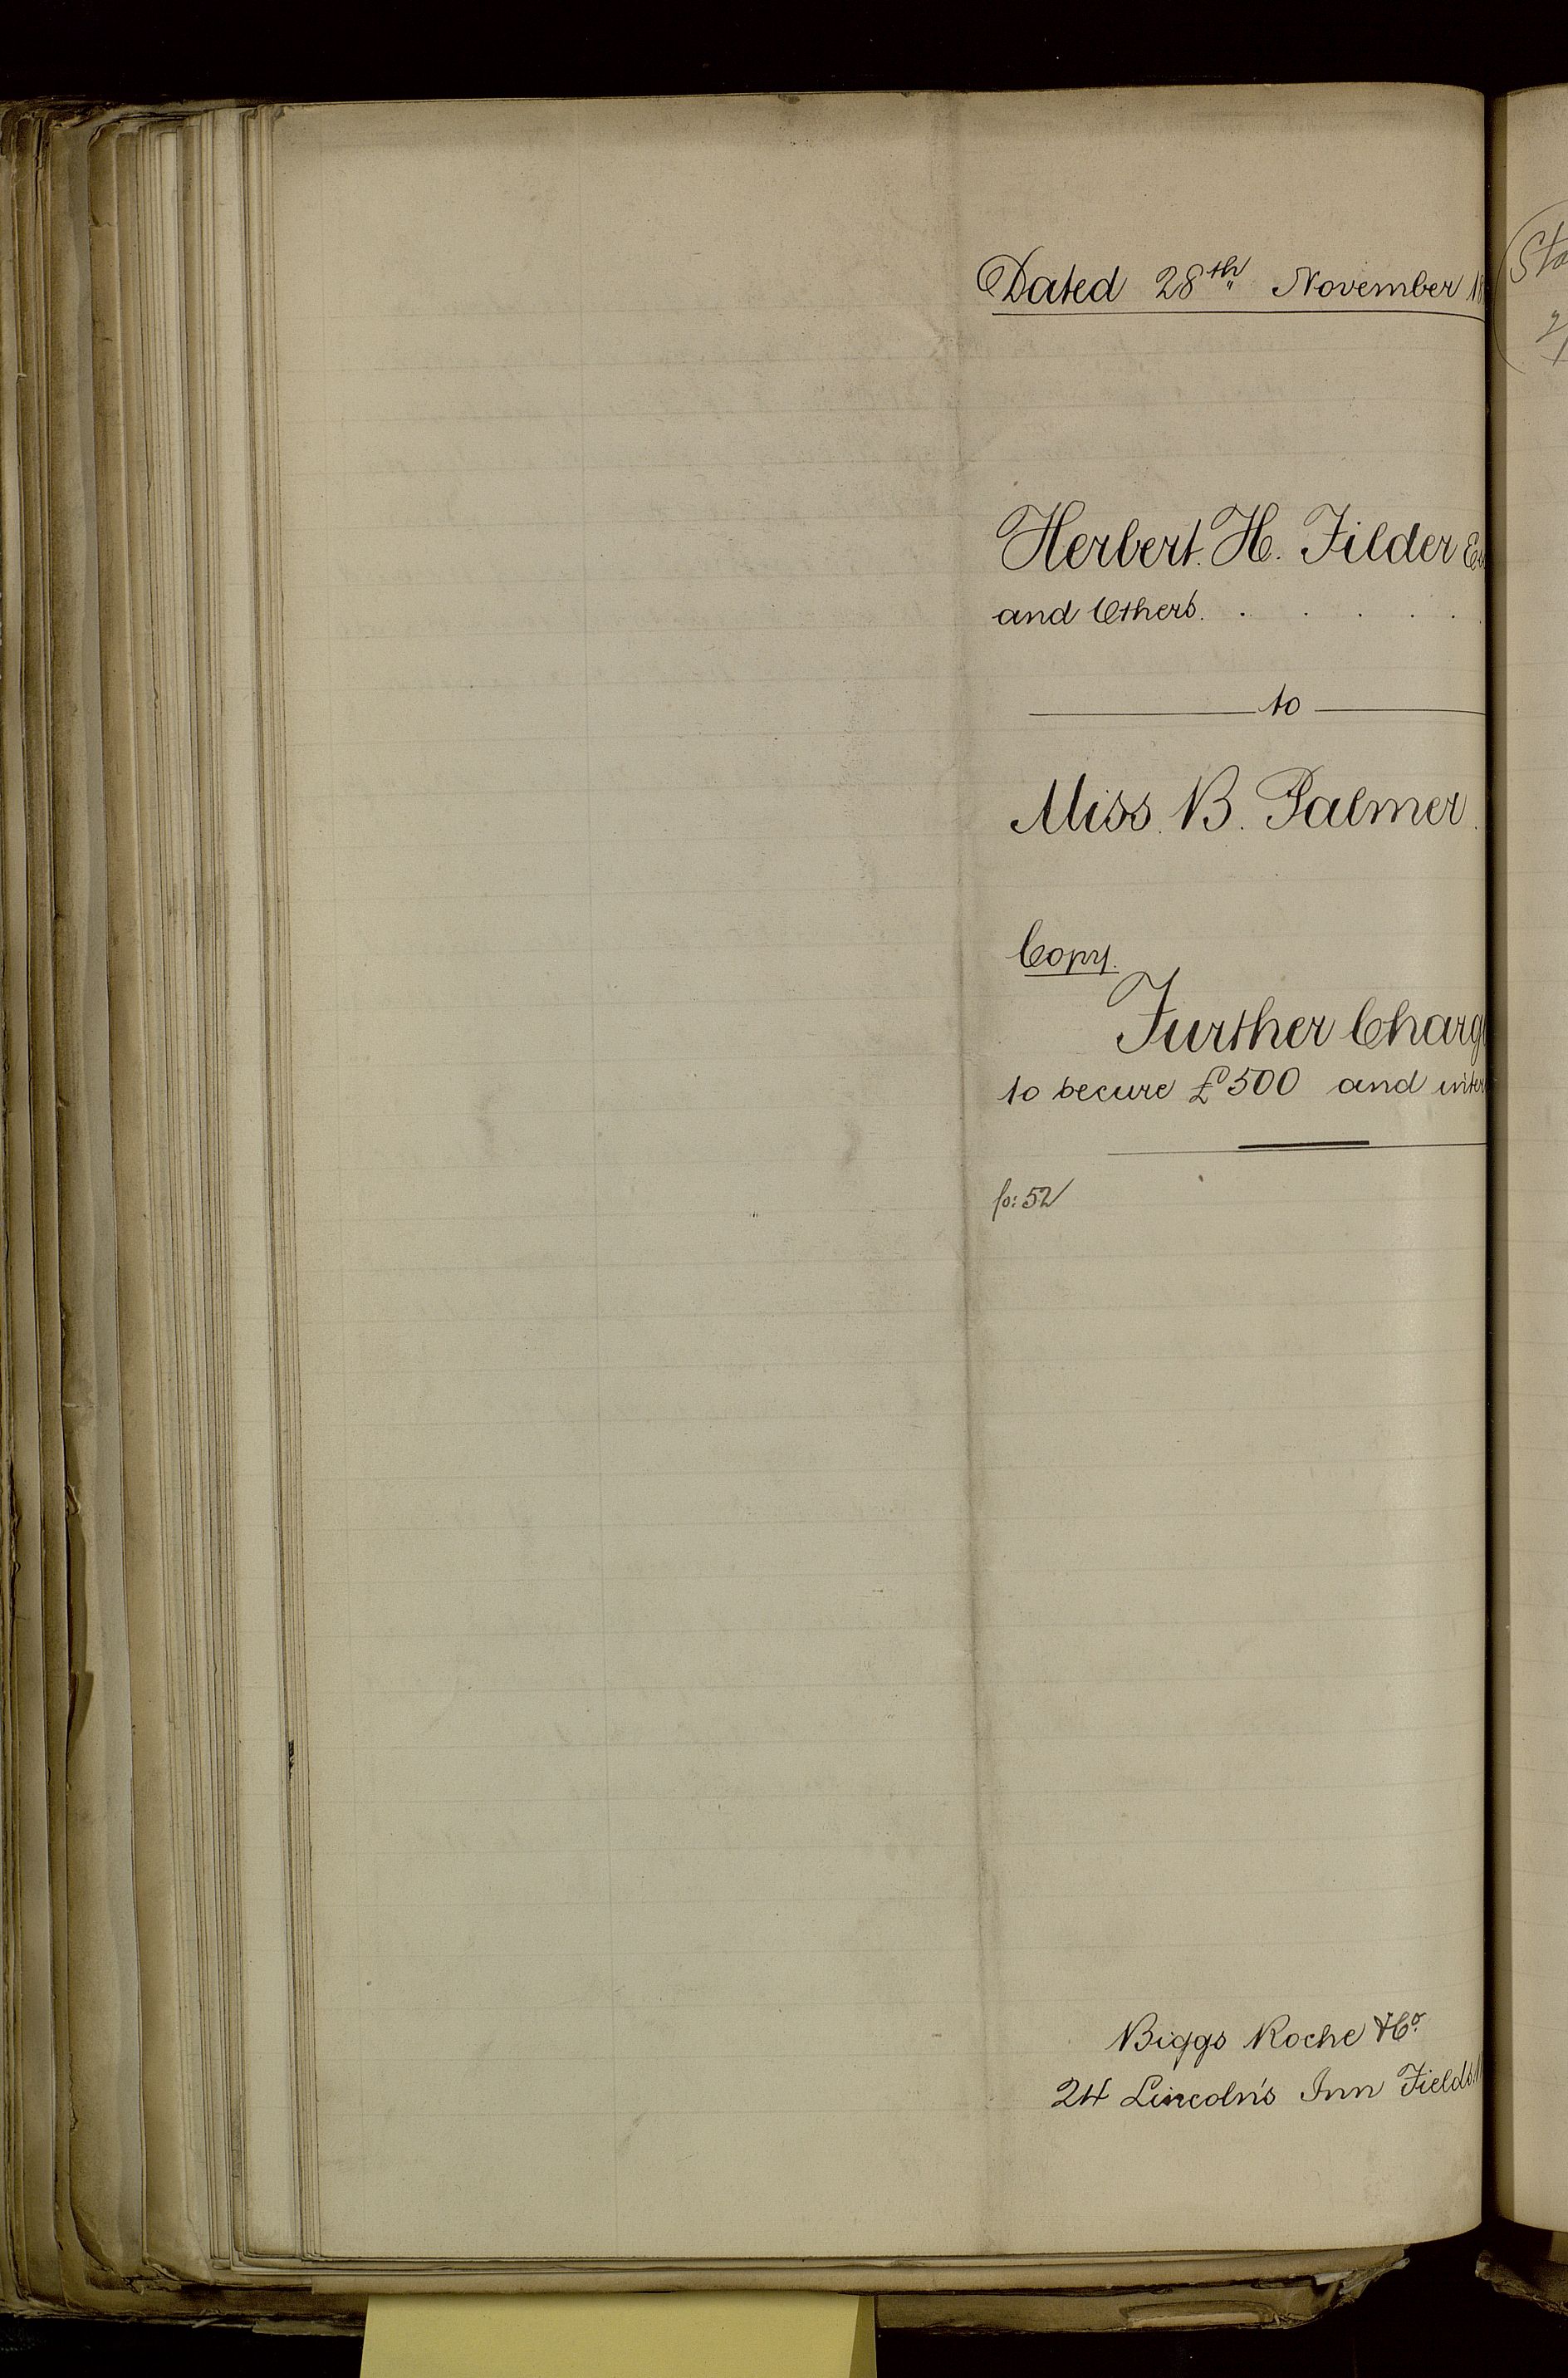 Dated 28th November 18
Herbert. H. Filder
and Others. . . . . . .
to
Miss. B. Palmer.
Copy.
Further Charg
to secure £500 and inter
fo: 52
Biggs Roche & Co.
24 Lincoln's Inn Fields.